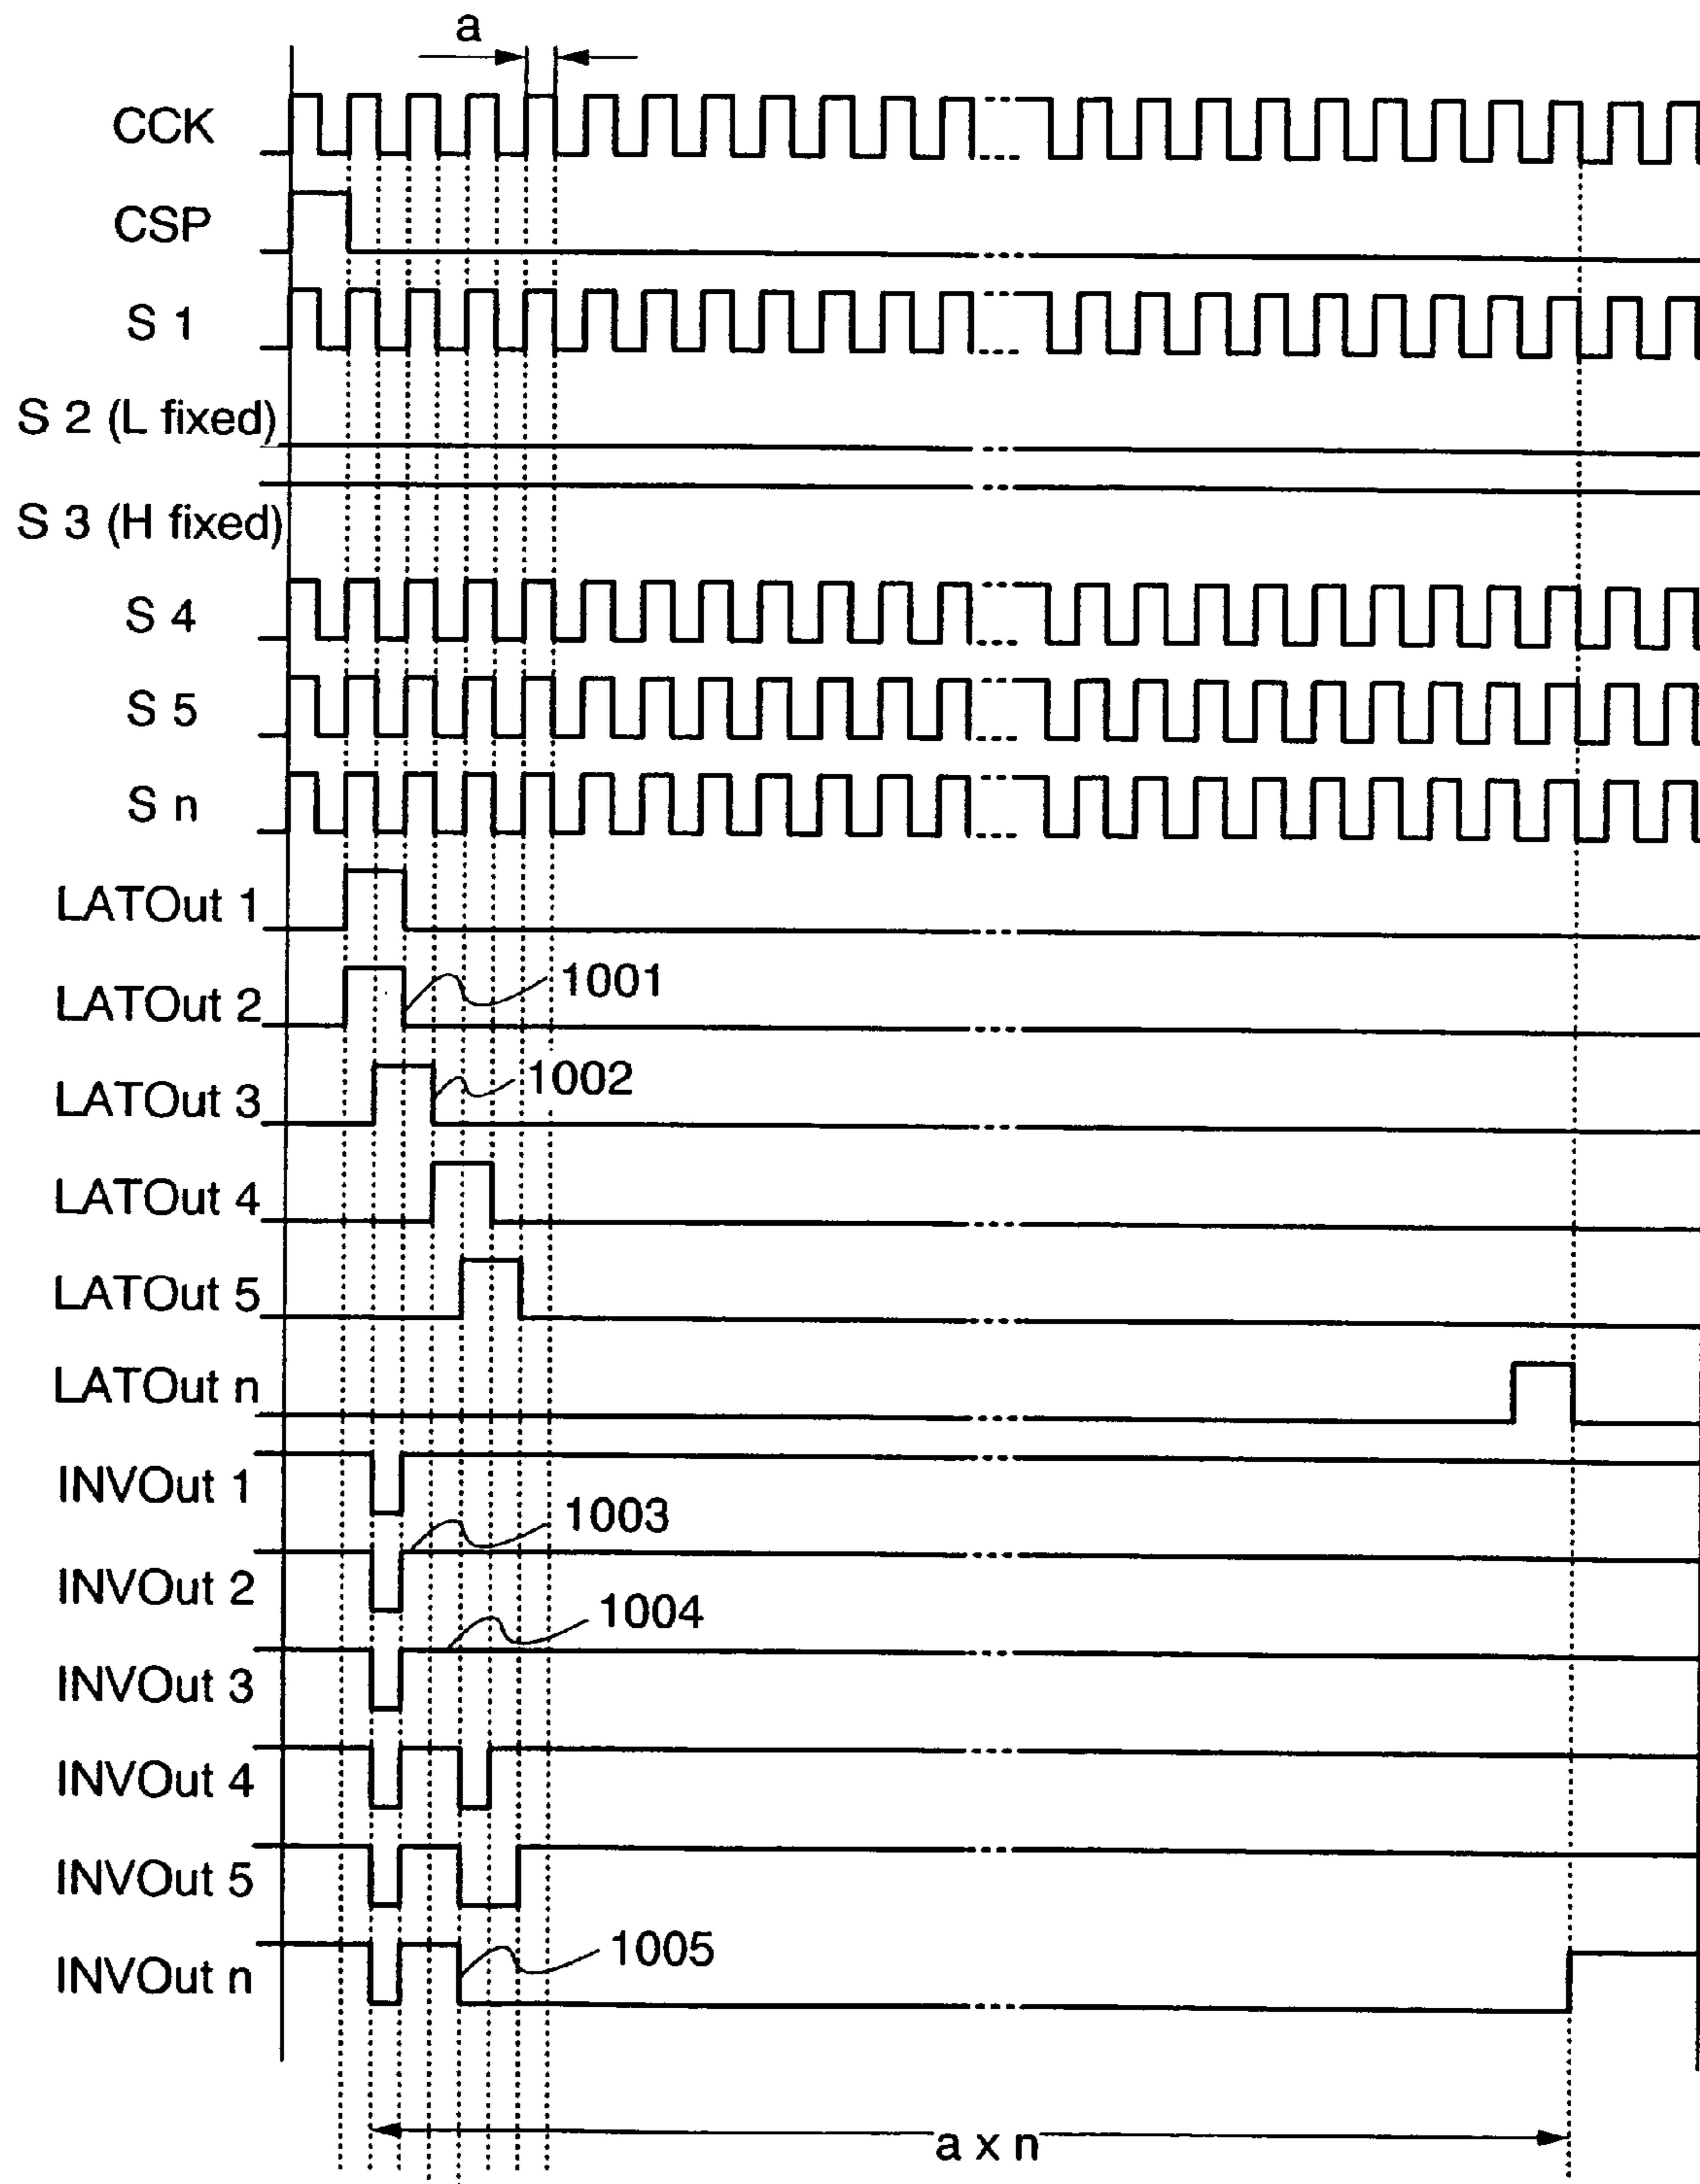 a
CCK
CSP
S 1
S 2 (L fixed)
S 3 (H fixed)
S 4
S 5
S n
LATOut 1
LATOut 2
1001
LATOut 3
1002
LATOut 4
LATOut 5
LATOut n
INVOut 1
1003
INVOut 2
1004
INVOut 3
INVOut 4
INVOut 5
INVOut n
1005
a x n